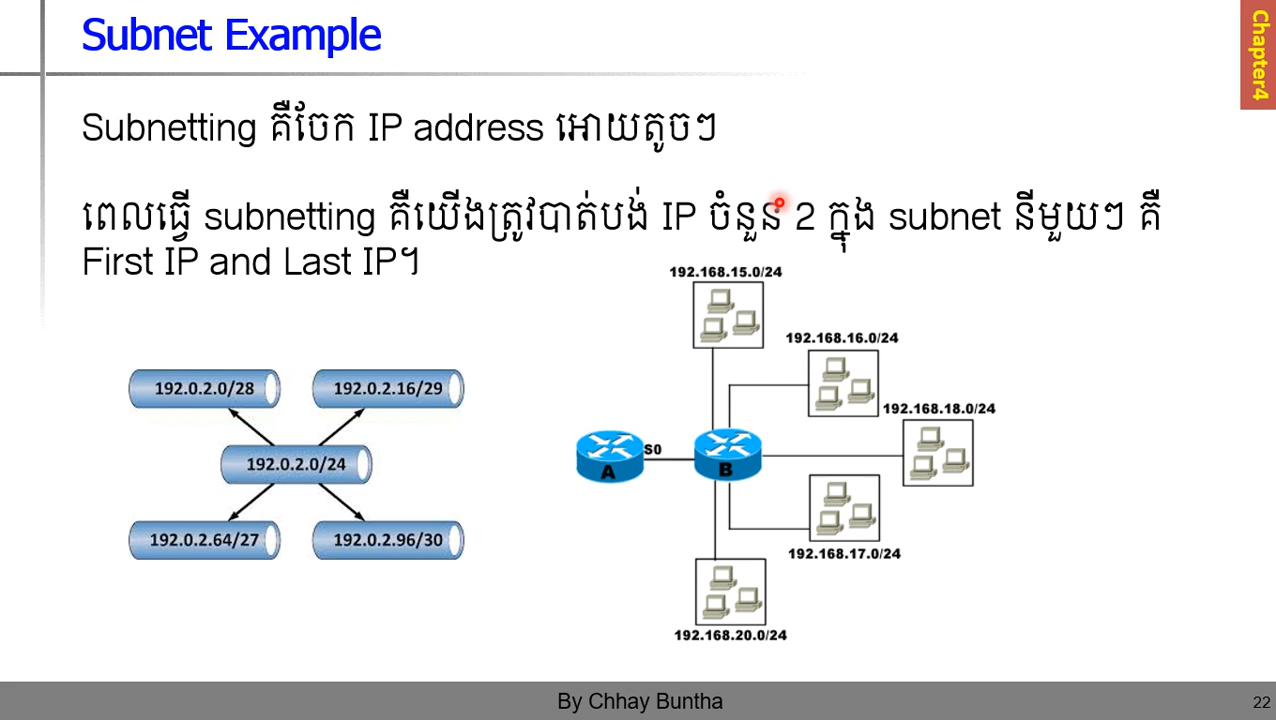 Subnet Example
Chapter4
Subnetting គឺចែក IP address អោយតូចៗ
ពេលធ្វើ subnetting គឺយើងត្រូវបាត់បង់ IP ចំនួន 2 ក្នុង subnet នីមួយៗ គឺ
First IP and Last IP។
192.0.2.0/28
192.0.2.16/29
192.0.2.0/24
192.0.2.64/27
192.0.2.96/30
192.168.15.0/24
192.168.16.0/24
192.168.18.0/24
A
S0
B
192.168.17.0/24
192.168.20.0/24
By Chhay Buntha
22